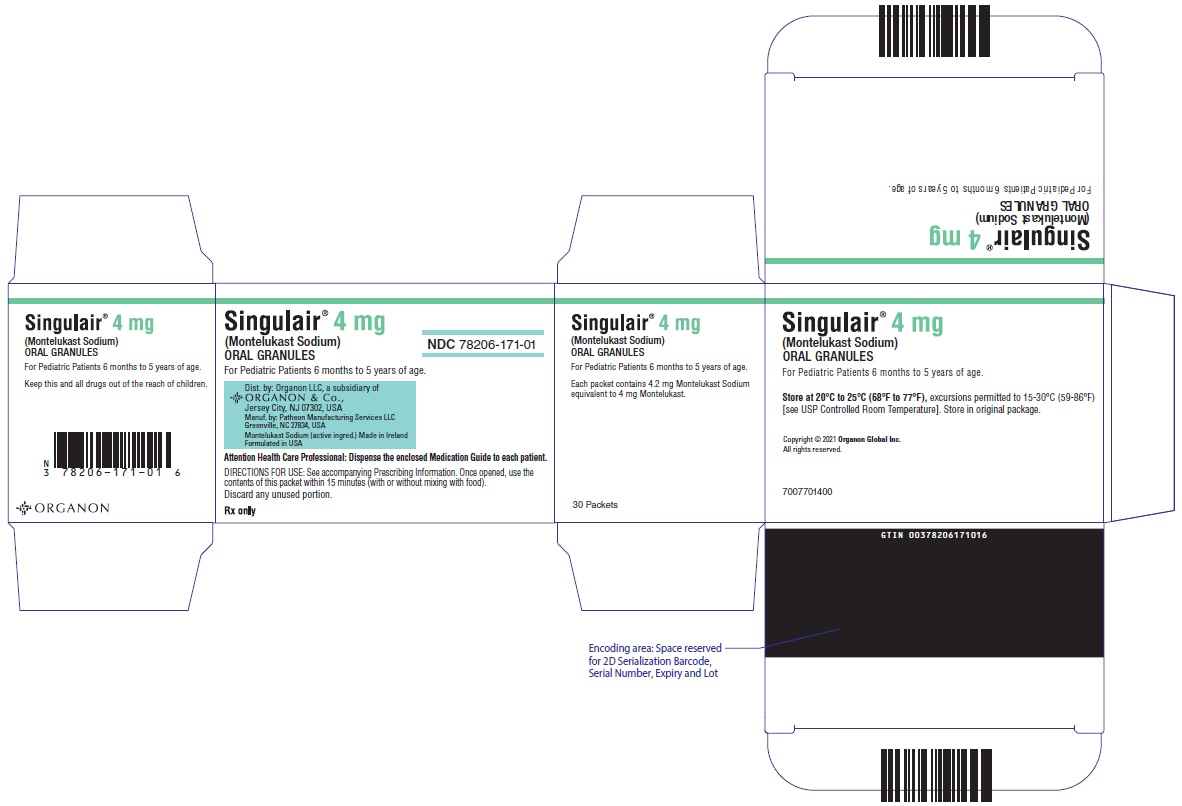 For Pediatric Patients 6 months to 5 years of age.
Singulair® 4 mg
(Montelukast Sodium)
ORAL GRANULES
Singulair® 4 mg
(Montelukast Sodium)
ORAL GRANULES
For Pediatric Patients 6 months to 5 years of age.
Keep this and all drugs out of the reach of children.
N
3 78206-171-01 6
ORGANON
Singulair® 4 mg
(Montelukast Sodium)
ORAL GRANULES
For Pediatric Patients 6 months to 5 years of age.
NDC 78206-171-01
Dist. by: Organon LLC, a subsidiary of
ORGANON & Co.,
Jersey City, NJ 07302, USA
Manuf. by: Patheon Manufacturing Services LLC
Greenville, NC 27834, USA
Montelukast Sodium (active ingred.) Made in Ireland
Formulated in USA
Attention Health Care Professional: Dispense the enclosed Medication Guide to each patient.
DIRECTIONS FOR USE: See accompanying Prescribing Information. Once opened, use the
contents of this packet within 15 minutes (with or without mixing with food).
Discard any unused portion.
Rx only
Singulair® 4 mg
(Montelukast Sodium)
ORAL GRANULES
For Pediatric Patients 6 months to 5 years of age.
Each packet contains 4.2 mg Montelukast Sodium
equivalent to 4 mg Montelukast.
30 Packets
Singulair® 4 mg
(Montelukast Sodium)
ORAL GRANULES
For Pediatric Patients 6 months to 5 years of age.
Store at 20°C to 25°C (68°F to 77°F), excursions permitted to 15-30°C (59-86°F)
[see USP Controlled Room Temperature]. Store in original package.
Copyright © 2021 Organon Global Inc.
All rights reserved.
7007701400
GTIN 00378206171016
Encoding area: Space reserved
for 2D Serialization Barcode,
Serial Number, Expiry and Lot